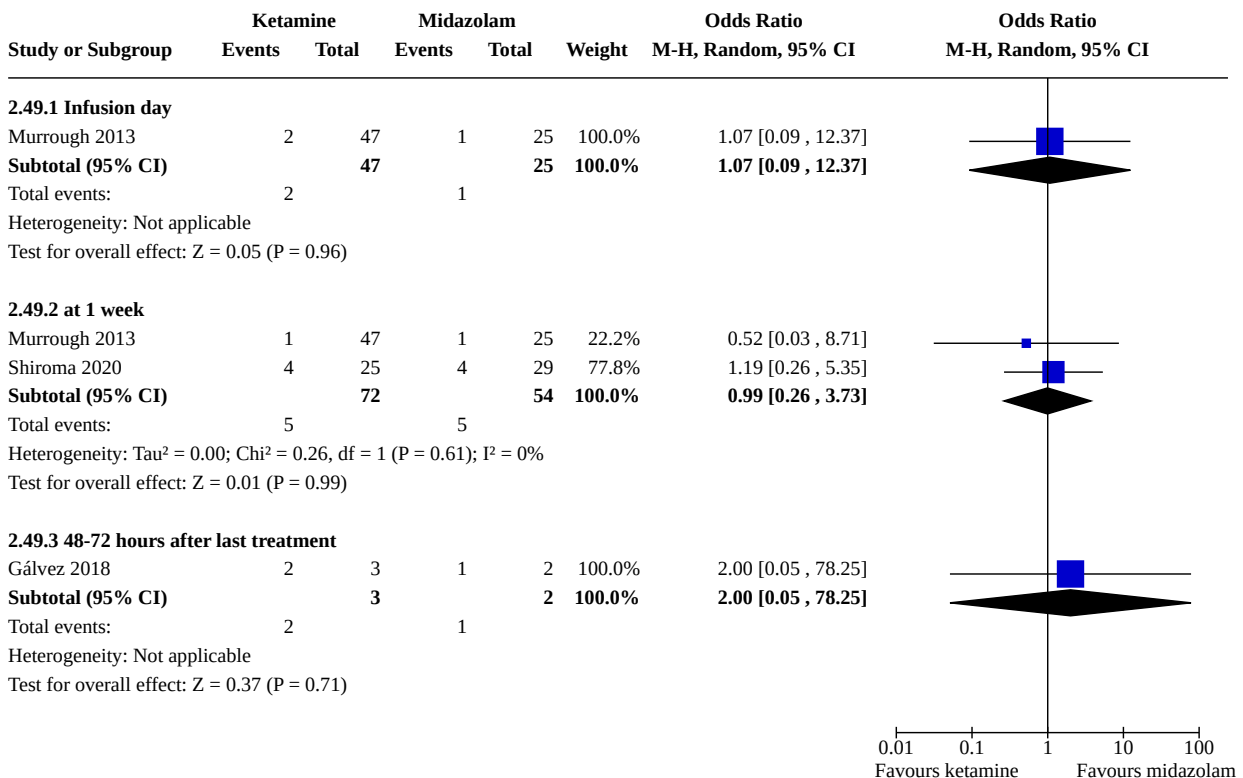 Ketamine Midazolam Odds Ratio Odds Ratio
Study or Subgroup Events Total Events Total Weight M-H, Random, 95% CI M-H, Random, 95% CI
2.49.1 Infusion day
Murrough 2013 2 47 1 25 100.0% 1.07 [0.09 , 12.37]
Subtotal (95% CI) 47 25 100.0% 1.07 [0.09 , 12.37]
Total events: 2 1
Heterogeneity: Not applicable
Test for overall effect: Z = 0.05 (P = 0.96)
2.49.2 at 1 week
Murrough 2013 1 47 1 25 22.2% 0.52 [0.03 , 8.71]
Shiroma 2020 4 25 4 29 77.8% 1.19 [0.26 , 5.35]
Subtotal (95% CI) 72 54 100.0% 0.99 [0.26 , 3.73]
Total events: 5 5
Heterogeneity: Tau² = 0.00; Chi² = 0.26, df = 1 (P = 0.61); I² = 0%
Test for overall effect: Z = 0.01 (P = 0.99)
2.49.3 48-72 hours after last treatment
Gálvez 2018 2 3 1 2 100.0% 2.00 [0.05 , 78.25]
Subtotal (95% CI) 3 2 100.0% 2.00 [0.05 , 78.25]
Total events: 2 1
Heterogeneity: Not applicable
Test for overall effect: Z = 0.37 (P = 0.71)
0.01 0.1 1 10 100
Favours ketamine Favours midazolam